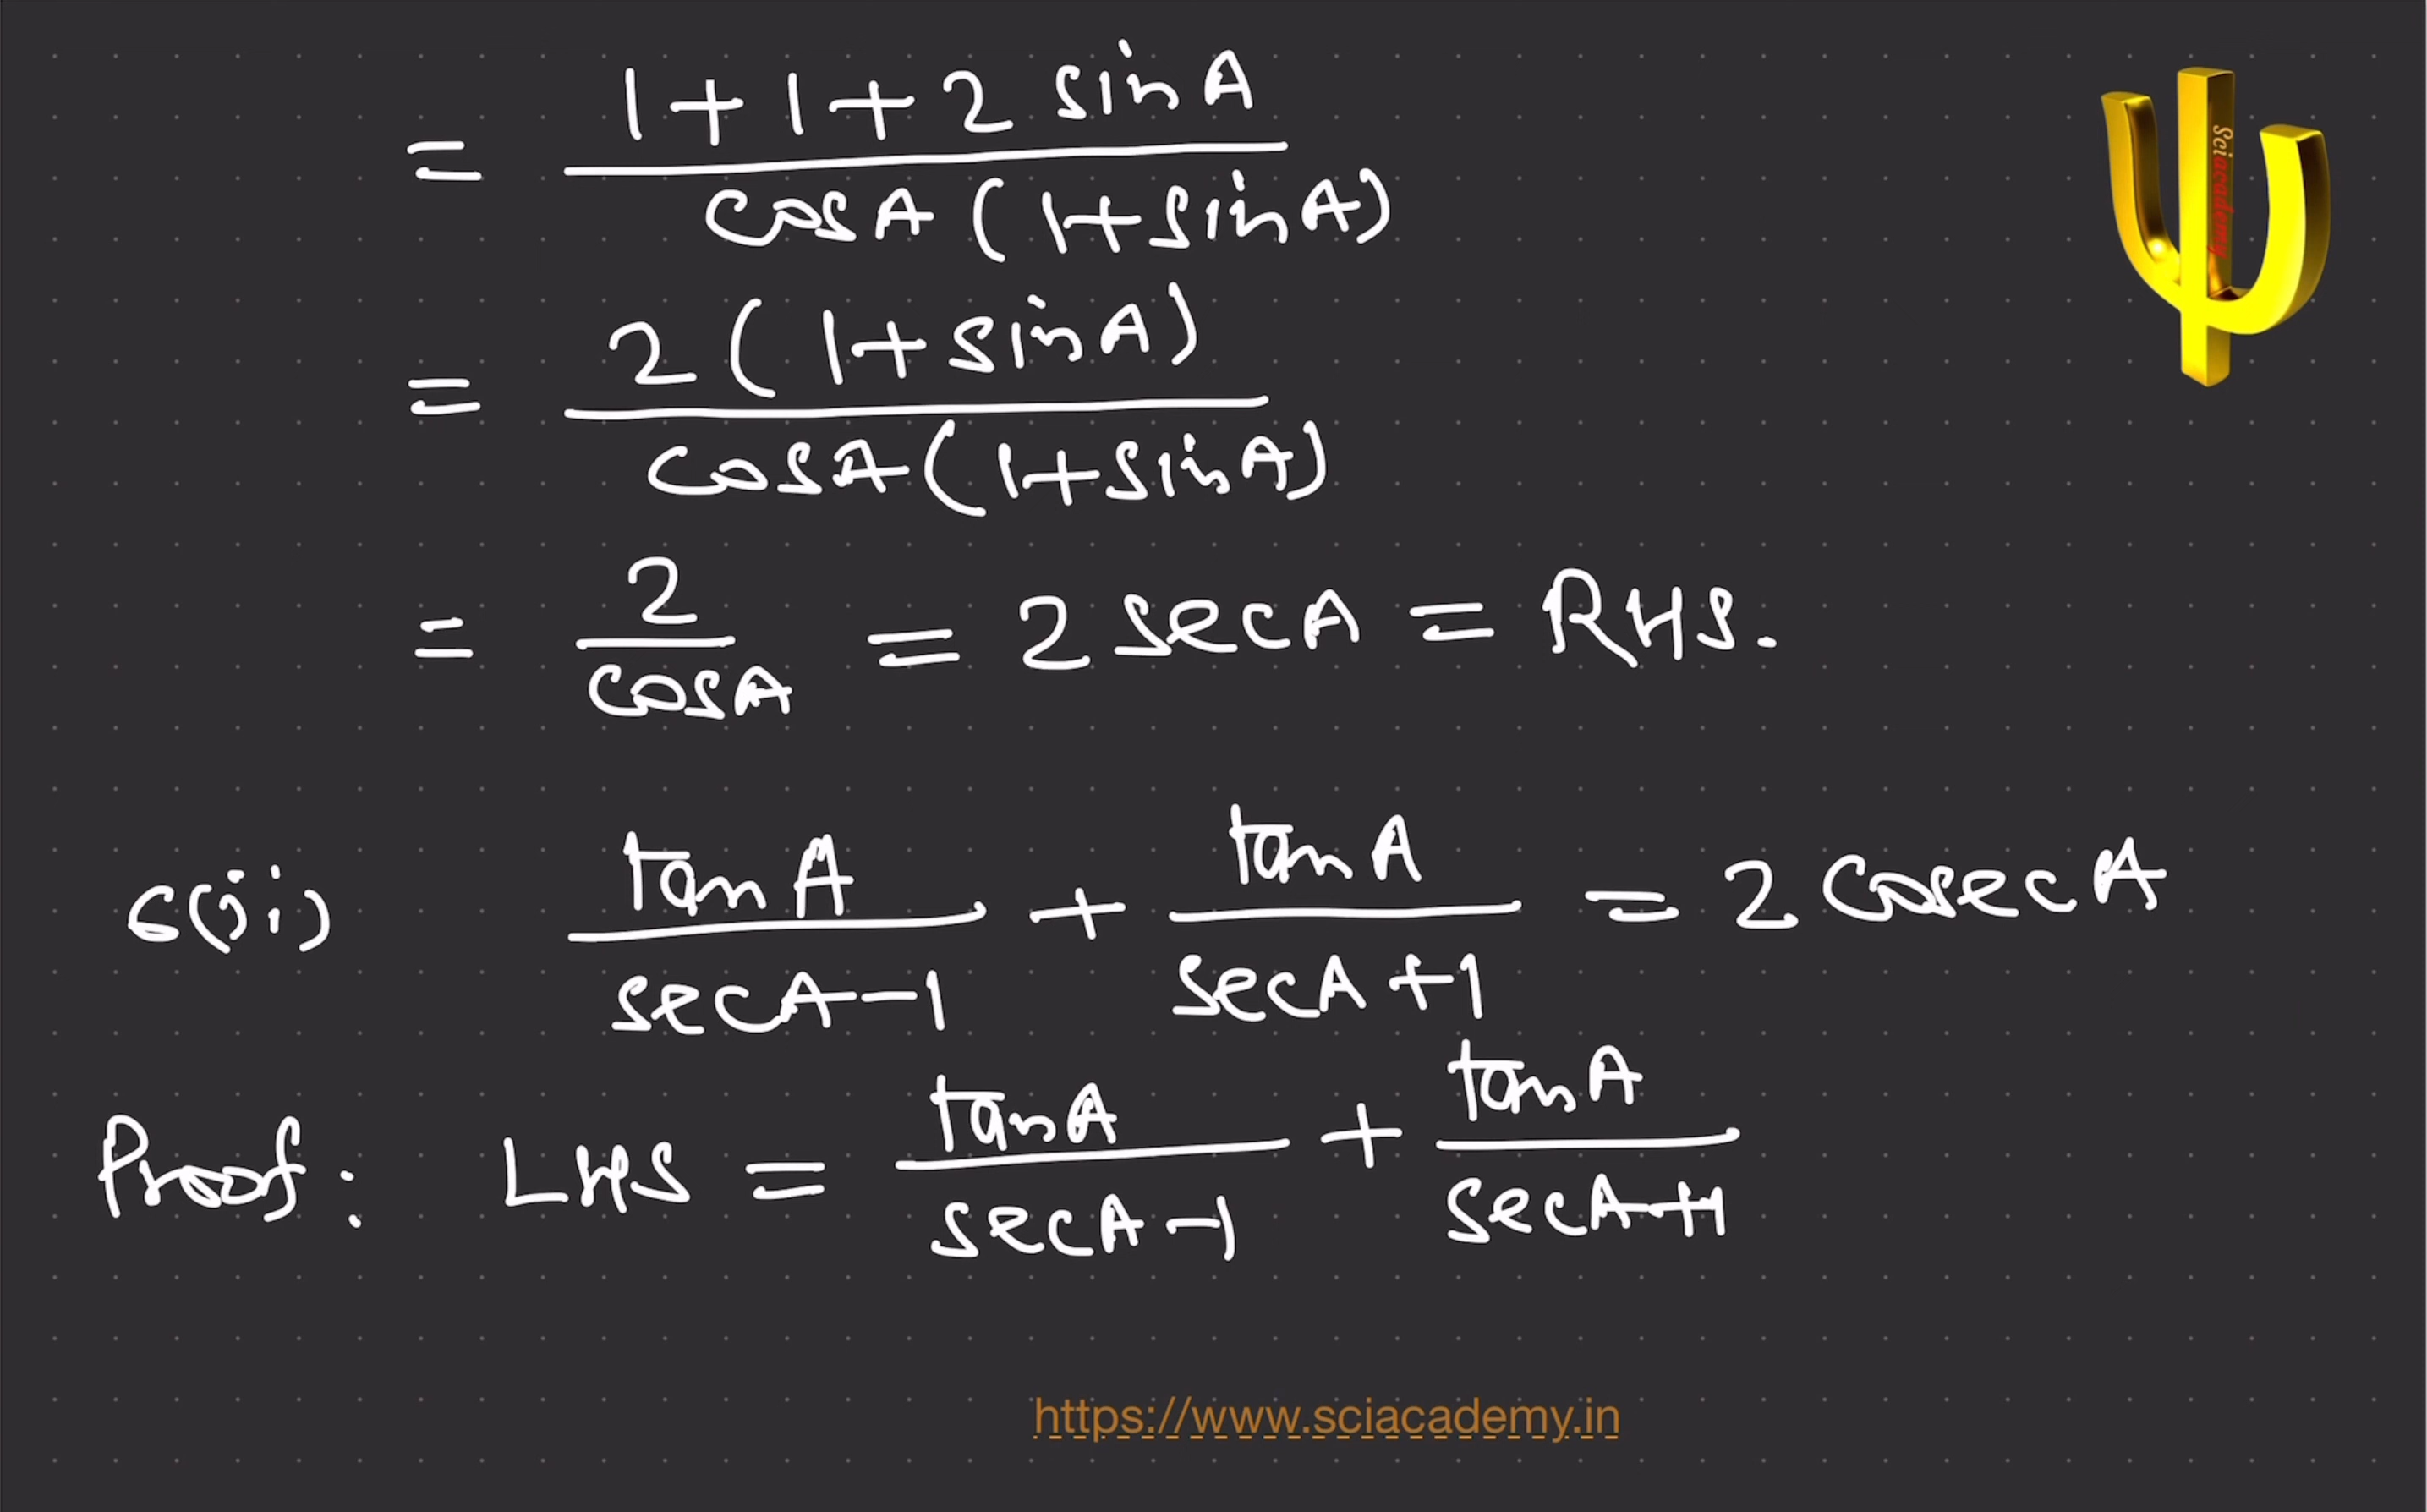 = (1 + 1 + 2 sin A) / (cos A (1 + sin A))
Sciacademy
= 2 (1 + sin A) / (cos A (1 + sin A))
= 2 / cos A = 2 sec A = RHS.
6(ii) tan A / (sec A − 1) + tan A / (sec A + 1) = 2 cosec A
Proof: LHS = tan A / (sec A − 1) + tan A / (sec A + 1)
https://www.sciacademy.in